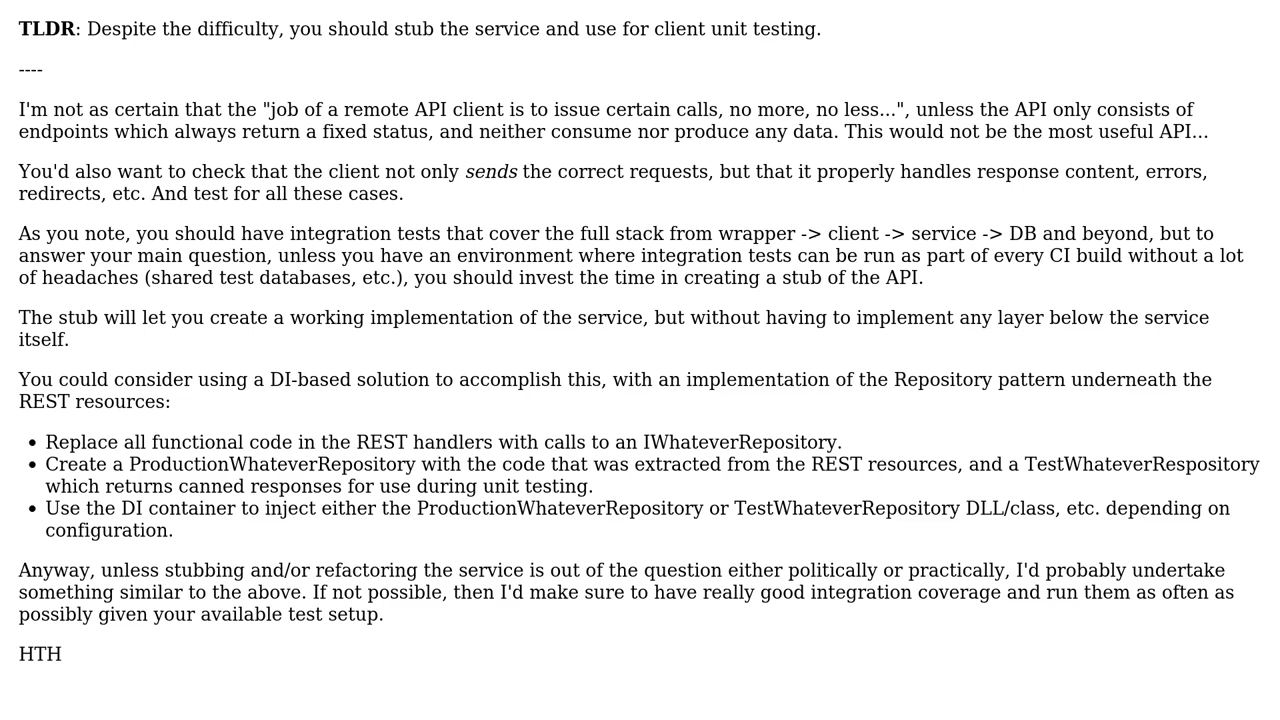 TLDR: Despite the difficulty, you should stub the service and use for client unit testing.
----
I'm not as certain that the "job of a remote API client is to issue certain calls, no more, no less...", unless the API only consists of
endpoints which always return a fixed status, and neither consume nor produce any data. This would not be the most useful API...
You'd also want to check that the client not only sends the correct requests, but that it properly handles response content, errors,
redirects, etc. And test for all these cases.
As you note, you should have integration tests that cover the full stack from wrapper -> client -> service -> DB and beyond, but to
answer your main question, unless you have an environment where integration tests can be run as part of every CI build without a lot
of headaches (shared test databases, etc.), you should invest the time in creating a stub of the API.
The stub will let you create a working implementation of the service, but without having to implement any layer below the service
itself.
You could consider using a DI-based solution to accomplish this, with an implementation of the Repository pattern underneath the
REST resources:
• Replace all functional code in the REST handlers with calls to an IWhateverRepository.
• Create a ProductionWhateverRepository with the code that was extracted from the REST resources, and a TestWhateverRespository
which returns canned responses for use during unit testing.
• Use the DI container to inject either the ProductionWhateverRepository or TestWhateverRepository DLL/class, etc. depending on
configuration.
Anyway, unless stubbing and/or refactoring the service is out of the question either politically or practically, I'd probably undertake
something similar to the above. If not possible, then I'd make sure to have really good integration coverage and run them as often as
possibly given your available test setup.
HTH